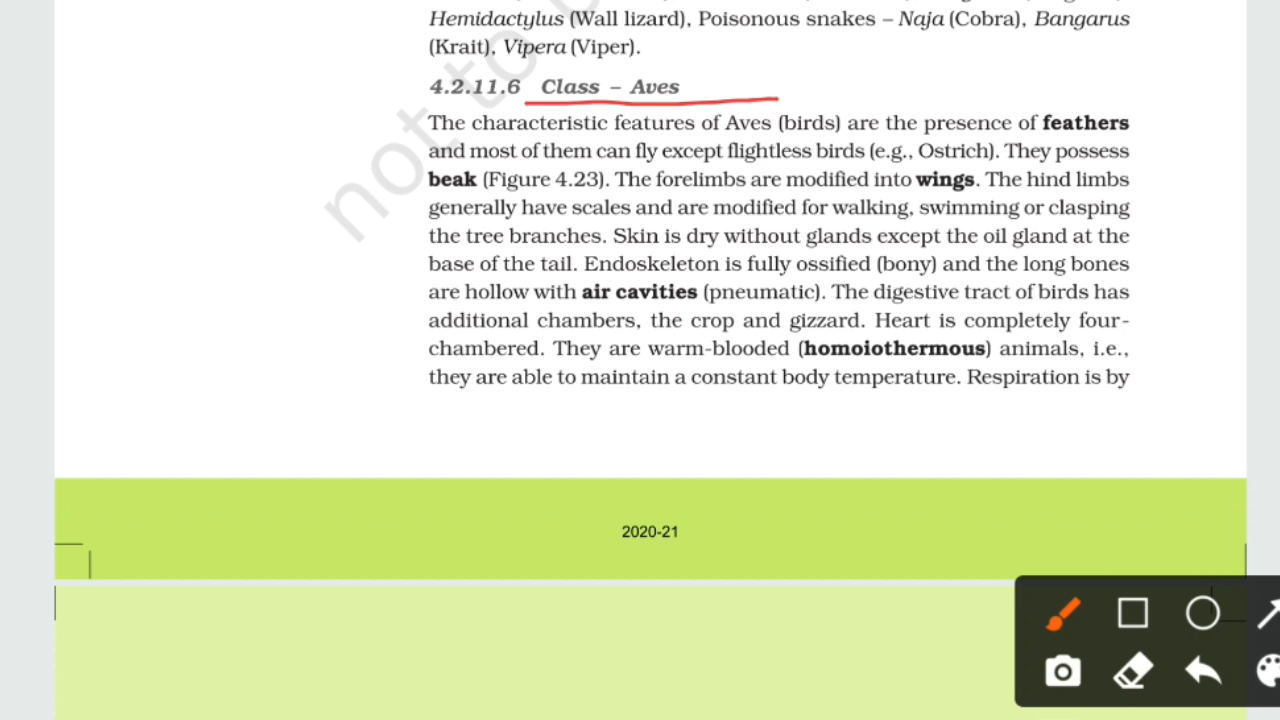 Hemidactylus (Wall lizard), Poisonous snakes – Naja (Cobra), Bangarus
(Krait), Vipera (Viper).
4.2.11.6 Class – Aves
The characteristic features of Aves (birds) are the presence of feathers
and most of them can fly except flightless birds (e.g., Ostrich). They possess
beak (Figure 4.23). The forelimbs are modified into wings. The hind limbs
generally have scales and are modified for walking, swimming or clasping
the tree branches. Skin is dry without glands except the oil gland at the
base of the tail. Endoskeleton is fully ossified (bony) and the long bones
are hollow with air cavities (pneumatic). The digestive tract of birds has
additional chambers, the crop and gizzard. Heart is completely four-
chambered. They are warm-blooded (homoiothermous) animals, i.e.,
they are able to maintain a constant body temperature. Respiration is by
not to
2020-21